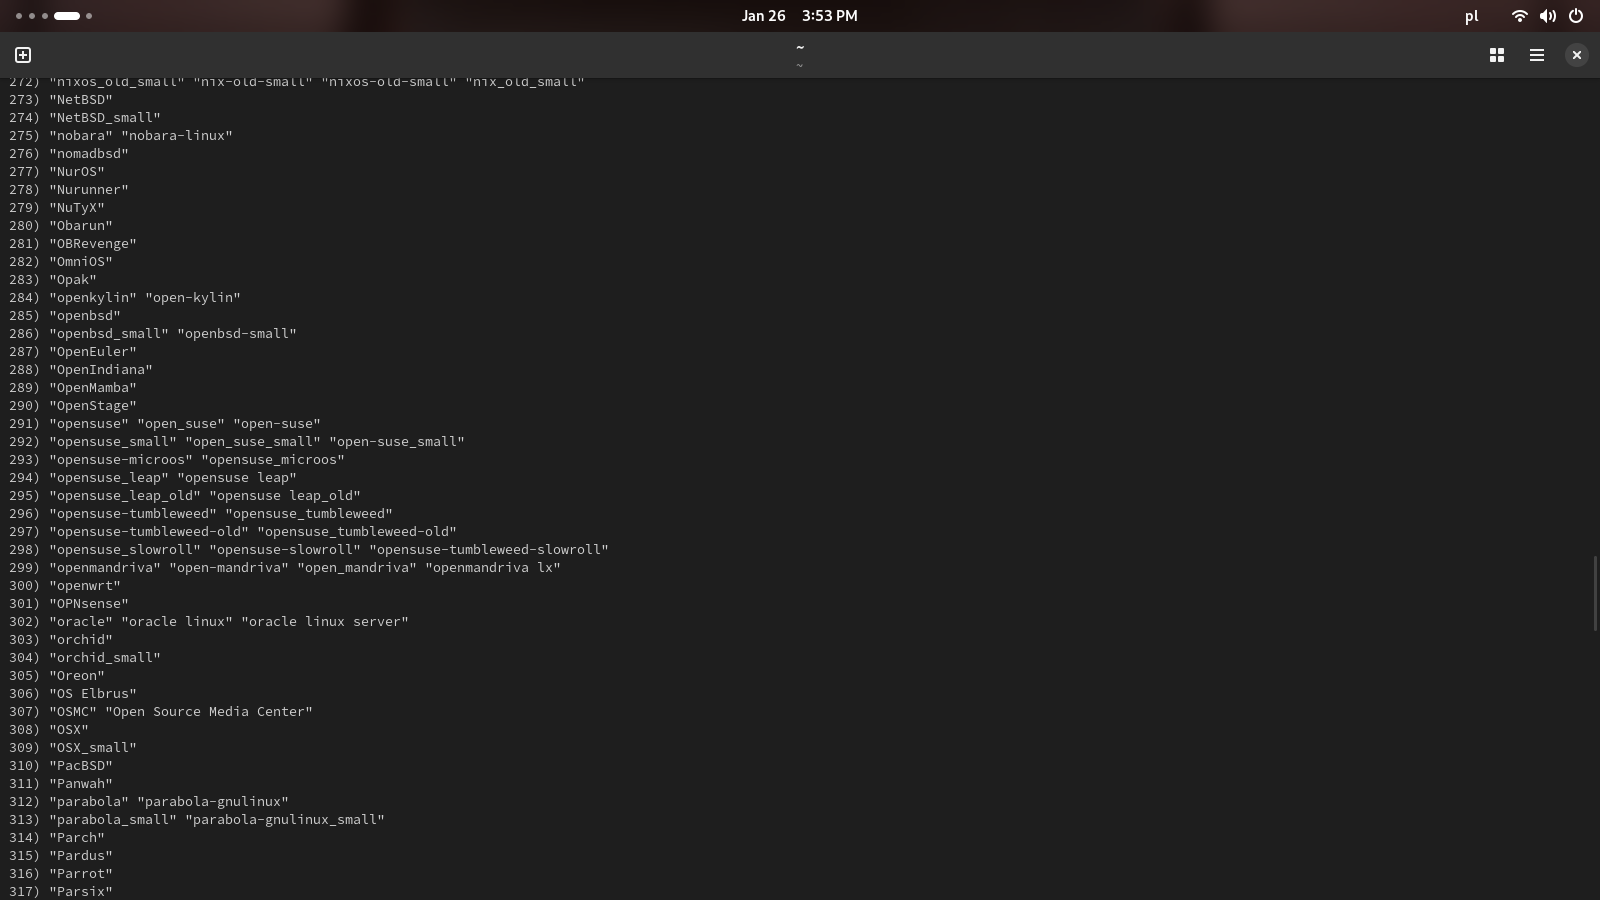 Jan 26 3:53 PM
pl
~
~
272) "nixos_old_small" "nix-old-small" "nixos-old-small" "nix_old_small"
273) "NetBSD"
274) "NetBSD_small"
275) "nobara" "nobara-linux"
276) "nomadbsd"
277) "NurOS"
278) "Nurunner"
279) "NuTyX"
280) "Obarun"
281) "OBRevenge"
282) "OmniOS"
283) "Opak"
284) "openkylin" "open-kylin"
285) "openbsd"
286) "openbsd_small" "openbsd-small"
287) "OpenEuler"
288) "OpenIndiana"
289) "OpenMamba"
290) "OpenStage"
291) "opensuse" "open_suse" "open-suse"
292) "opensuse_small" "open_suse_small" "open-suse_small"
293) "opensuse-microos" "opensuse_microos"
294) "opensuse_leap" "opensuse leap"
295) "opensuse_leap_old" "opensuse leap_old"
296) "opensuse-tumbleweed" "opensuse_tumbleweed"
297) "opensuse-tumbleweed-old" "opensuse_tumbleweed-old"
298) "opensuse_slowroll" "opensuse-slowroll" "opensuse-tumbleweed-slowroll"
299) "openmandriva" "open-mandriva" "open_mandriva" "openmandriva lx"
300) "openwrt"
301) "OPNsense"
302) "oracle" "oracle linux" "oracle linux server"
303) "orchid"
304) "orchid_small"
305) "Oreon"
306) "OS Elbrus"
307) "OSMC" "Open Source Media Center"
308) "OSX"
309) "OSX_small"
310) "PacBSD"
311) "Panwah"
312) "parabola" "parabola-gnulinux"
313) "parabola_small" "parabola-gnulinux_small"
314) "Parch"
315) "Pardus"
316) "Parrot"
317) "Parsix"